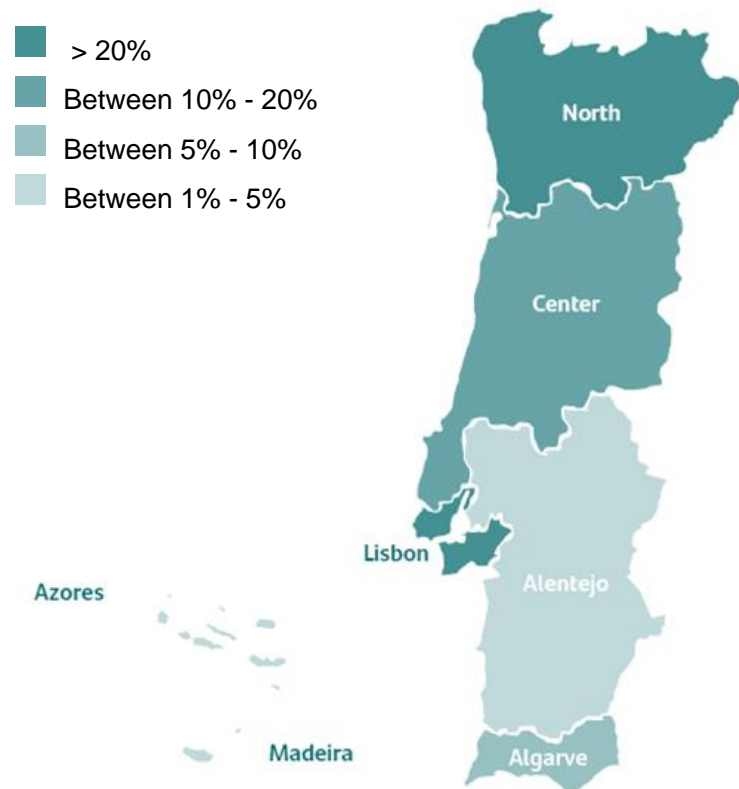 > 20%
Between 10% - 20%
Between 5% - 10%
Between 1% - 5%
North
Center
Lisbon
Alentejo
Azores
Madeira
Algarve